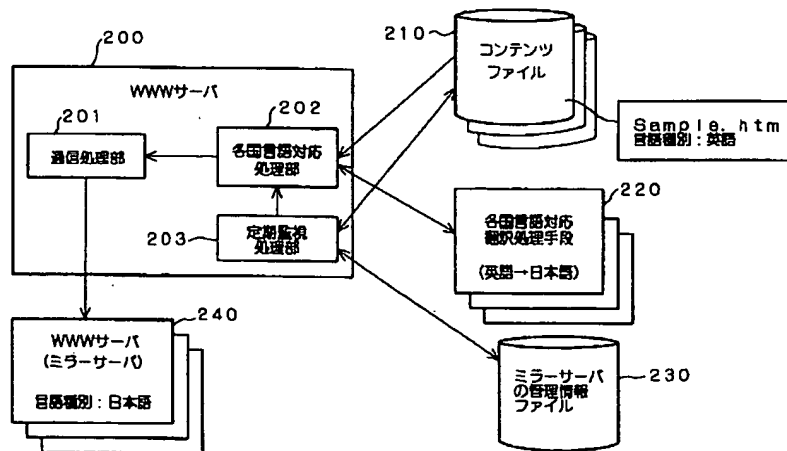 200
WWWサーバ
201
通信処理部
202
各国言語対応
処理部
203
定期監視
処理部
210
コンテンツ
ファイル
Sample.htm
言語種別:英語
220
各国言語対応
翻訳処理手段
(英語→日本語)
240
WWWサーバ
(ミラーサーバ)
言語種別:日本語
ミラーサーバ
の管理情報
ファイル
230